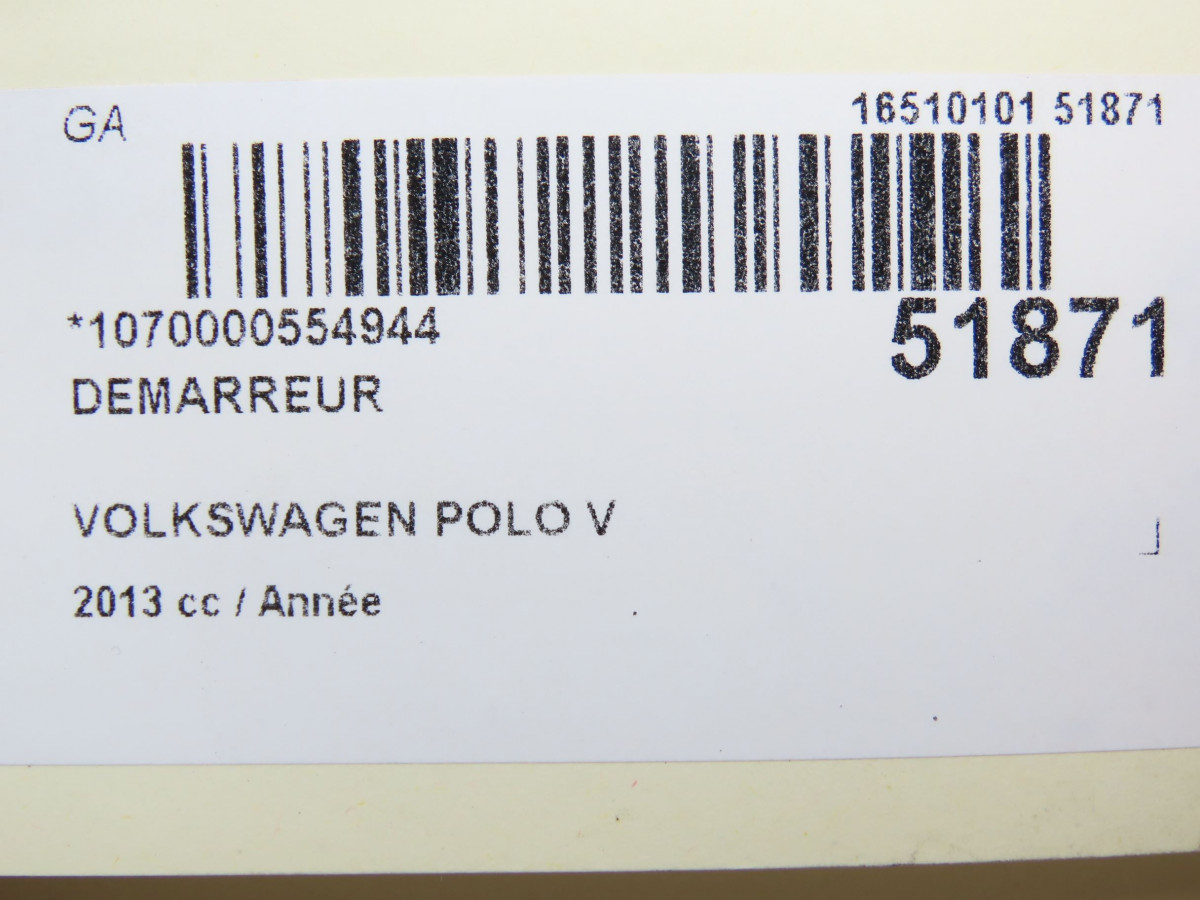 GA
16510101 51871
*1070000554944
51871
DEMARREUR
VOLKSWAGEN POLO V
2013 cc / Année